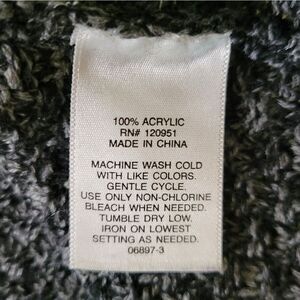 100% ACRYLIC
RN# 120951
MADE IN CHINA
MACHINE WASH COLD
WITH LIKE COLORS.
GENTLE CYCLE.
USE ONLY NON-CHLORINE
BLEACH WHEN NEEDED.
TUMBLE DRY LOW.
IRON ON LOWEST
SETTING AS NEEDED.
06897-3